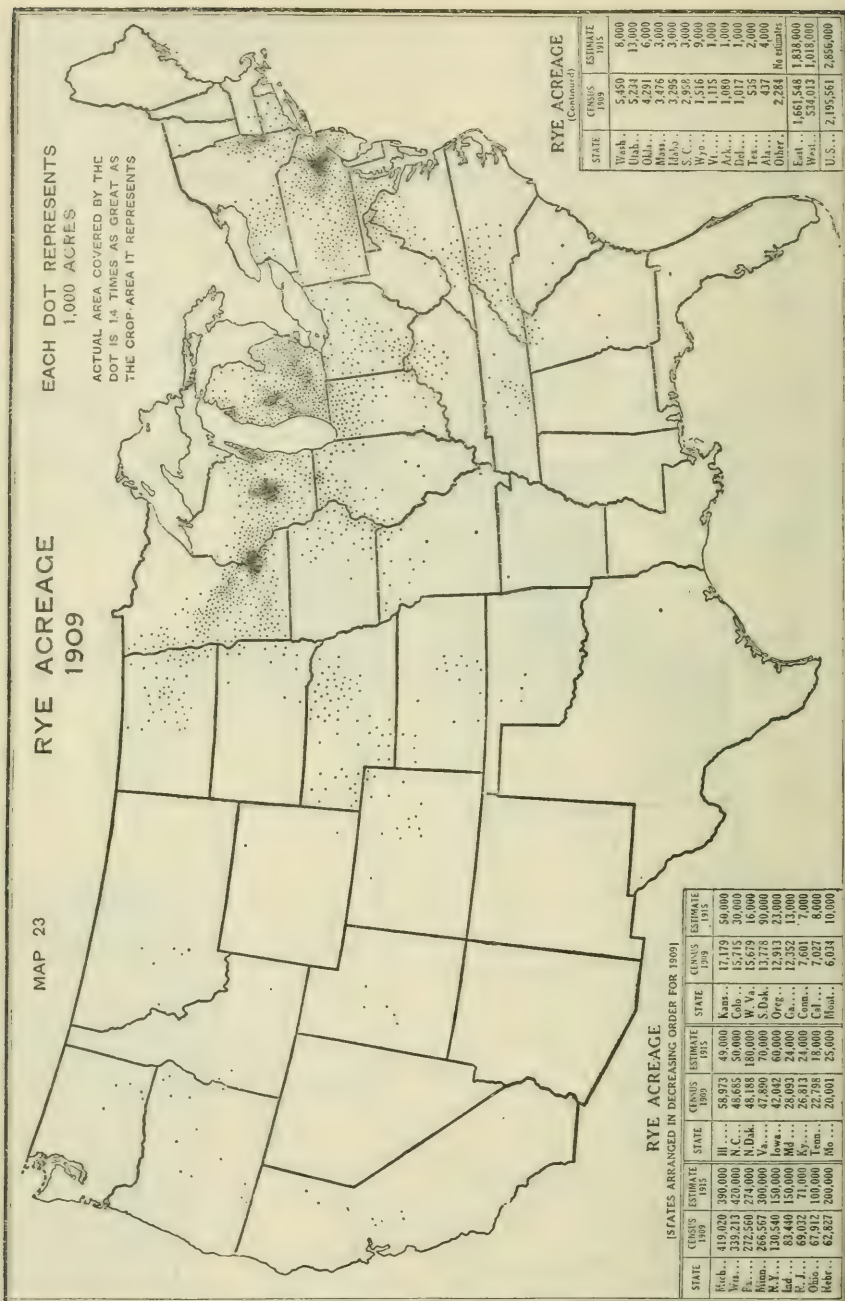 MAP 23
RYE ACREAGE
1909
EACH DOT REPRESENTS
1,000 ACRES
ACTUAL AREA COVERED BY THE
DOT IS 14 TIMES AS GREAT AS
THE CROP-AREA IT REPRESENTS
RYE ACREAGE
[STATES ARRANGED IN DECREASING ORDER FOR 1909]
STATE CENSUS 1909 ESTIMATE 1915 STATE CENSUS 1909 ESTIMATE 1915 STATE CENSUS 1909 ESTIMATE 1915
Mich.. 419,020 390,000 Ill .... 58,973 49,000 Kans.. 17,179 50,000
Wis... 339,213 420,000 N.C... 48,685 50,000 Colo.. 15,715 30,000
Pa.... 272,560 274,000 N.Dak. 48,188 180,000 W. Va. 15,679 16,000
Minn.. 266,567 300,000 Va.... 47,890 70,000 S. Dak. 13,778 90,000
N.Y... 130,540 150,000 Iowa.. 42,042 60,000 Oreg.. 12,913 23,000
Ind... 83,440 150,000 Md ... 28,093 24,000 Ga.... 12,352 13,000
N. J... 69,032 71,000 Ky.... 26,813 24,000 Conn.. 7,601 7,000
Ohio.. 67,912 100,000 Tenn.. 22,798 18,000 Cal ... 7,027 8,000
Nebr.. 62,827 200,000 Mo ... 20,001 25,000 Mont.. 6,034 10,000
RYE ACREAGE
(Continued)
STATE CENSUS 1909 ESTIMATE 1915
Wash.. 5,450 8,000
Utah.. 5,234 13,000
Okla.. 4,291 6,000
Mass.. 3,476 3,000
Idaho 3,295 3,000
S. C... 2,958 3,000
Wyo.. 1,516 9,000
Vt.... 1,115 1,000
Ark... 1,080 1,000
Del... 1,017 1,000
Tex... 535 2,000
Ala... 437 4,000
Other. 2,284 No estimates
East.. 1,661,548 1,838,000
West.. 534,013 1,018,000
U.S... 2,195,561 2,856,000